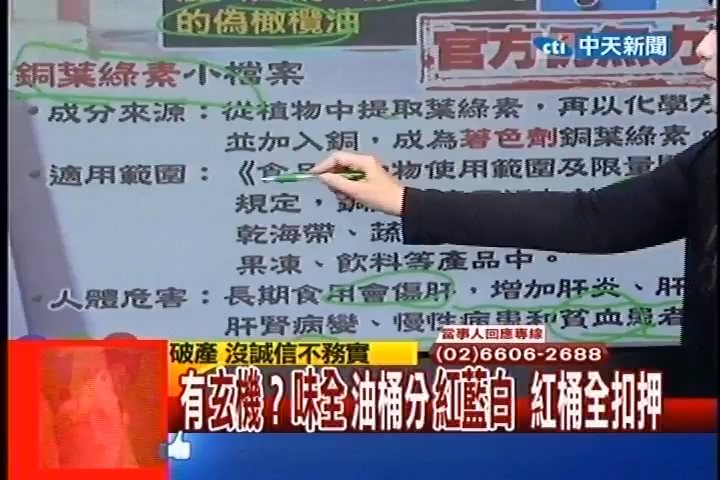 的偽橄欖油
官方
cti 中天新聞
銅葉綠素小檔案
•成分來源：從植物中提取葉綠素，再以化學方
並加入銅，成為著色劑銅葉綠素。
•適用範圍：《食品 物使用範圍及限量
規定，
乾海帶、蔬
果凍、飲料等產品中。
•人體危害：長期食用會傷肝，增加肝炎、肝
肝腎病變、慢性病患和貧血患者
當事人回應專線
破產 沒誠信不務實
(02)6606-2688
有玄機？味全油桶分紅藍白 紅桶全扣押